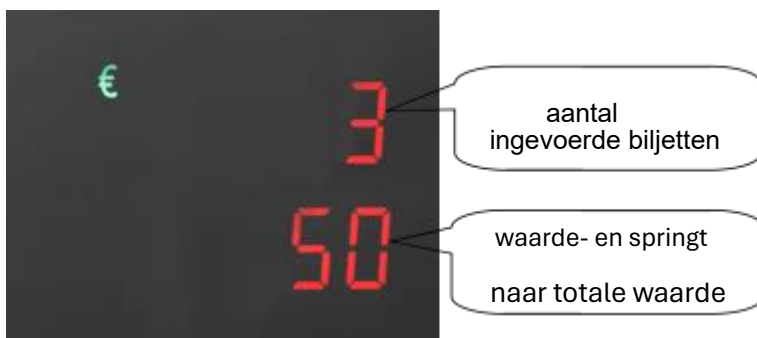 €
3
aantal
ingevoerde biljetten
50
waarde- en springt
naar totale waarde